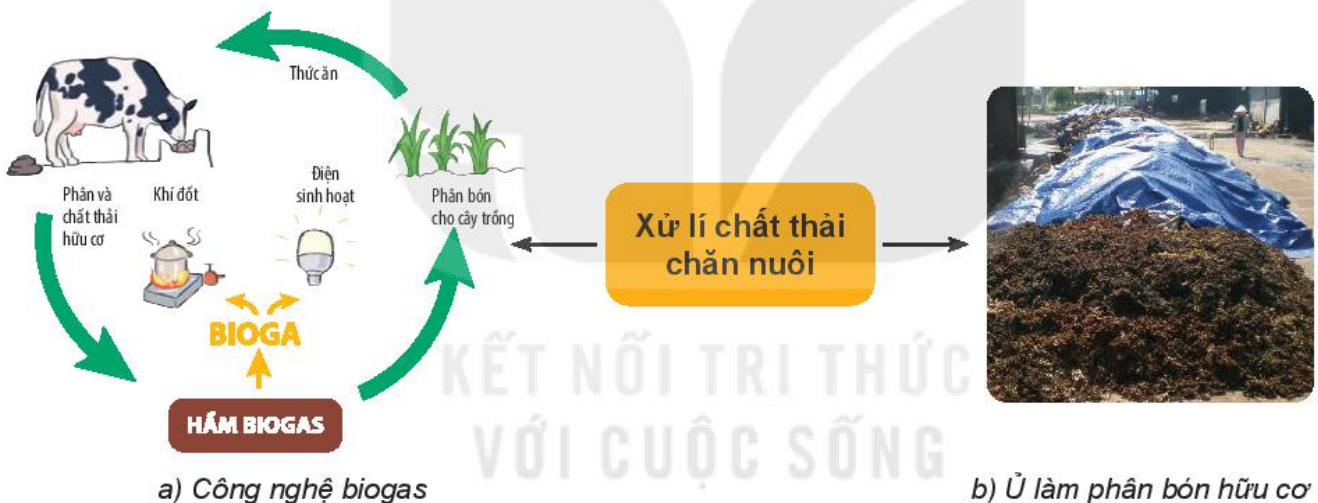 Thức ăn
Phân và
chất thải
hữu cơ
Khí đốt
Điện
sinh hoạt
Phân bón
cho cây trồng
BIOGA
HẦM BIOGAS
a) Công nghệ biogas
Xử lí chất thải
chăn nuôi
KẾT NỐI TRI THỨC
VỚI CUỘC SỐNG
b) Ủ làm phân bón hữu cơ